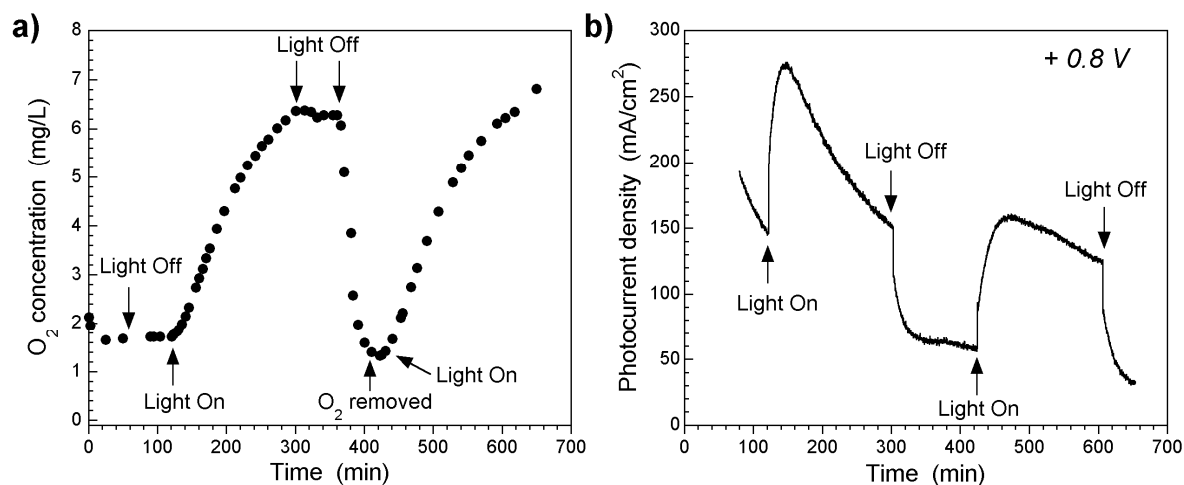 a)
O2 concentration (mg/L)
8
7
6
5
4
3
2
1
0
Light Off
Light Off
Light On
Light On
O2 removed
0 100 200 300 400 500 600 700
Time (min)
b)
Photocurrent density (mA/cm2)
300
250
200
150
100
50
0
+ 0.8 V
Light Off
Light Off
Light On
Light On
0 100 200 300 400 500 600 700
Time (min)